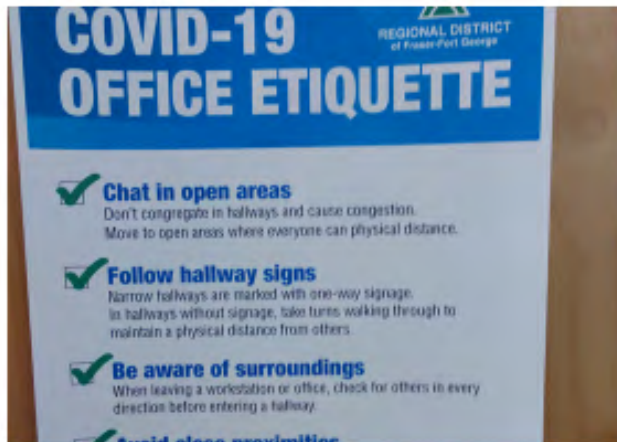 COVID-19
REGIONAL DISTRICT
of Fraser-Fort George
OFFICE ETIQUETTE
Chat in open areas
Don't congregate in hallways and cause congestion.
Move to open areas where everyone can physical distance.
Follow hallway signs
Narrow hallways are marked with one-way signage.
In hallways without signage, take turns walking through to
maintain a physical distance from others.
Be aware of surroundings
When leaving a workstation or office, check for others in every
direction before entering a hallway.
Avoid close proximities